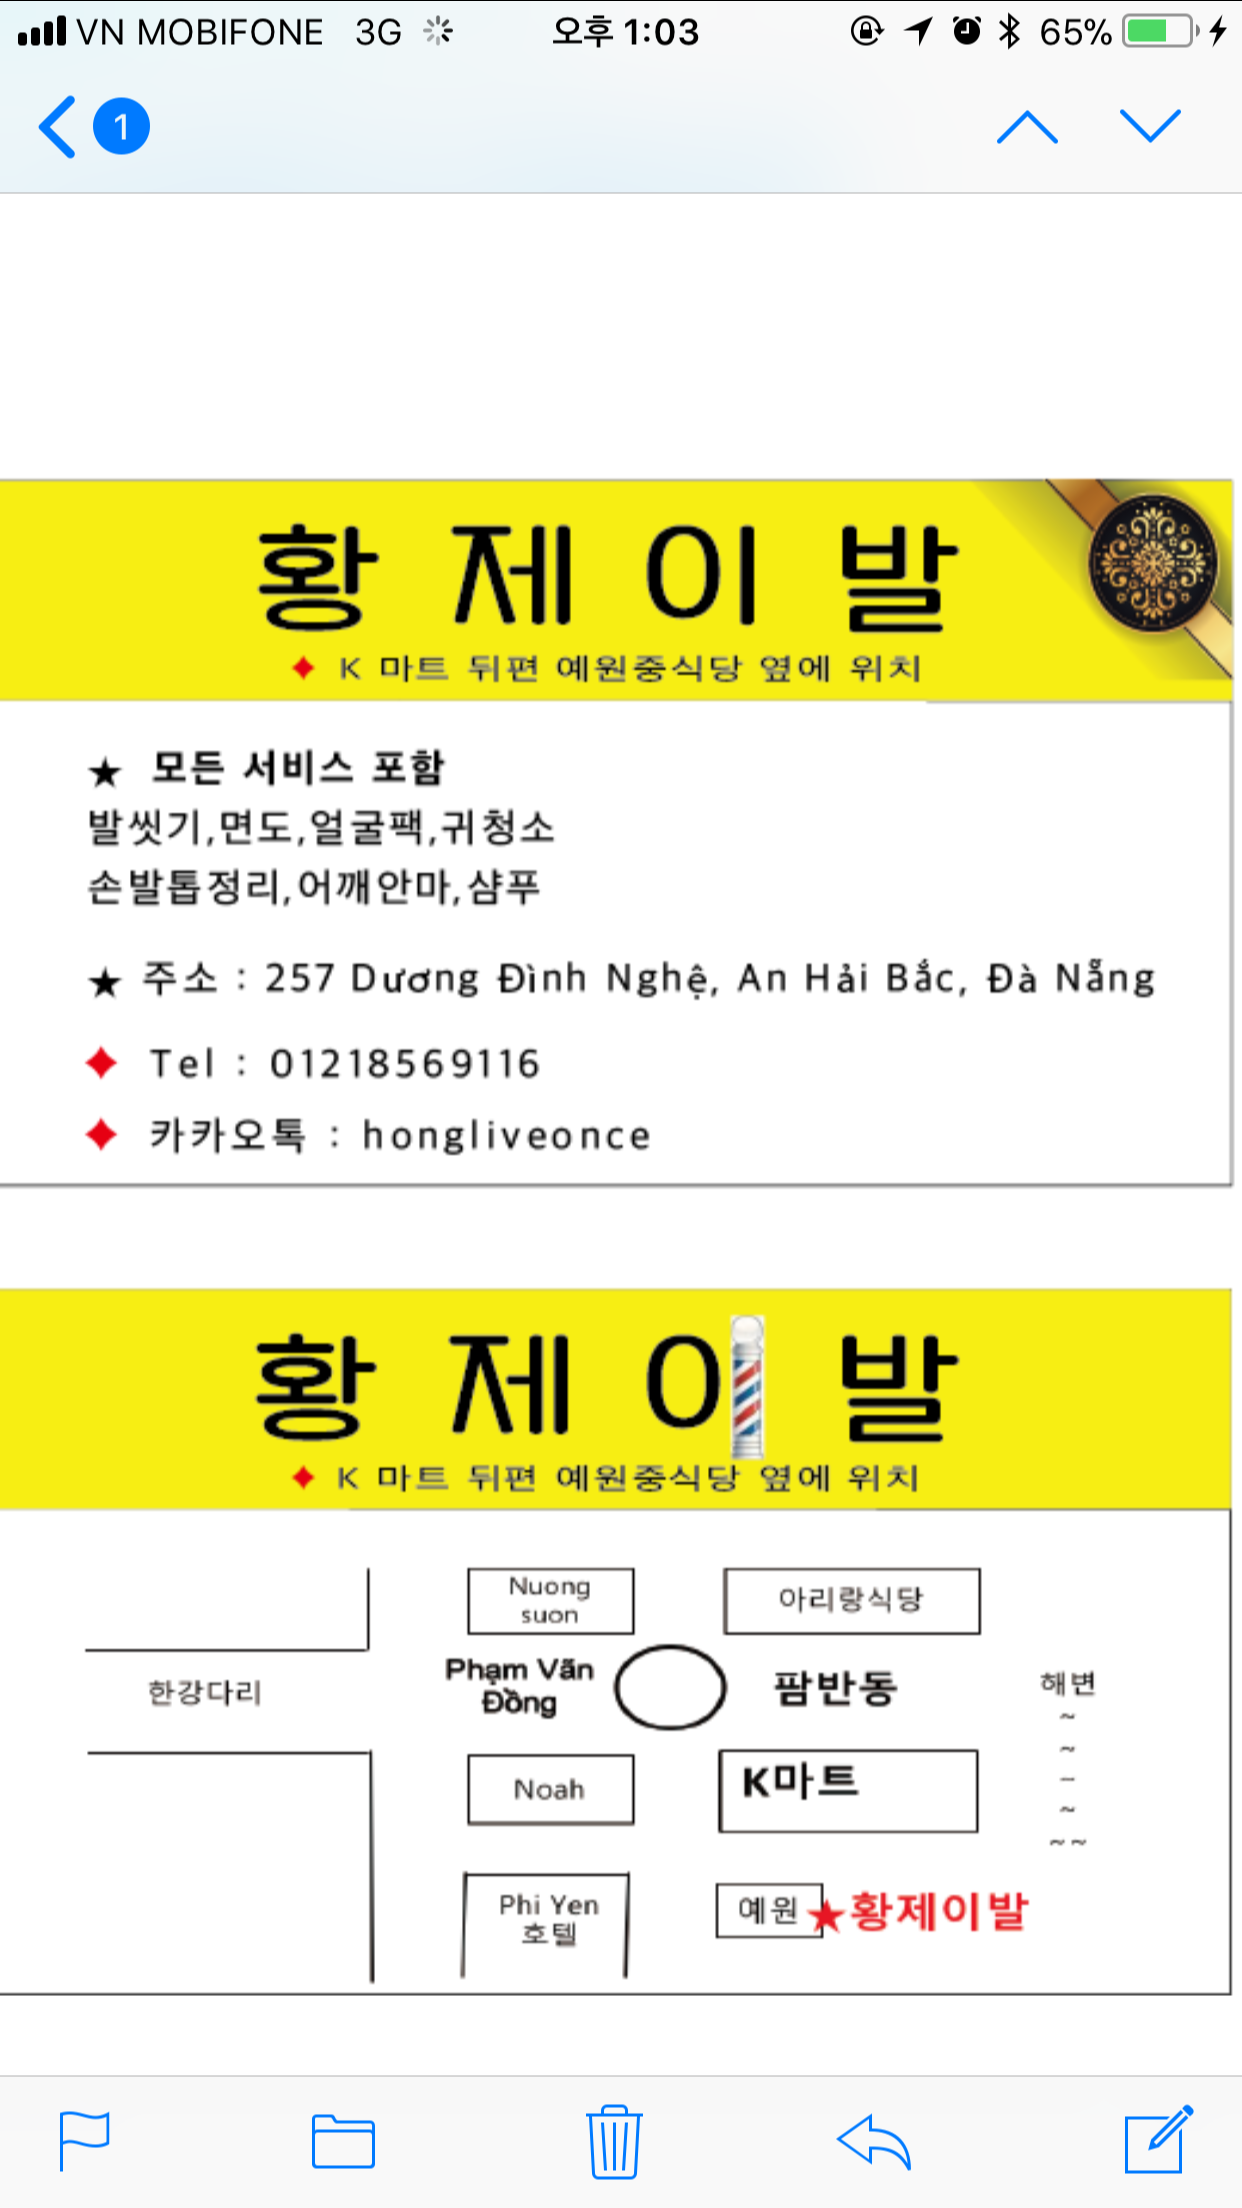 VN MOBIFONE 3G 오후 1:03 65%
1
황제이발
K 마트 뒤편 예원중식당 옆에 위치
★ 모든 서비스 포함
발씻기,면도,얼굴팩,귀청소
손발톱정리,어깨안마,샴푸
★ 주소 : 257 Dương Đình Nghệ, An Hải Bắc, Đà Nẵng
Tel : 01218569116
카카오톡 : hongliveonce
황제이발
K 마트 뒤편 예원중식당 옆에 위치
Nuong
suon
아리랑식당
한강다리
Phạm Văn
Đồng
팜반동
해변
Noah
K마트
Phi Yen
호텔
예원
★황제이발